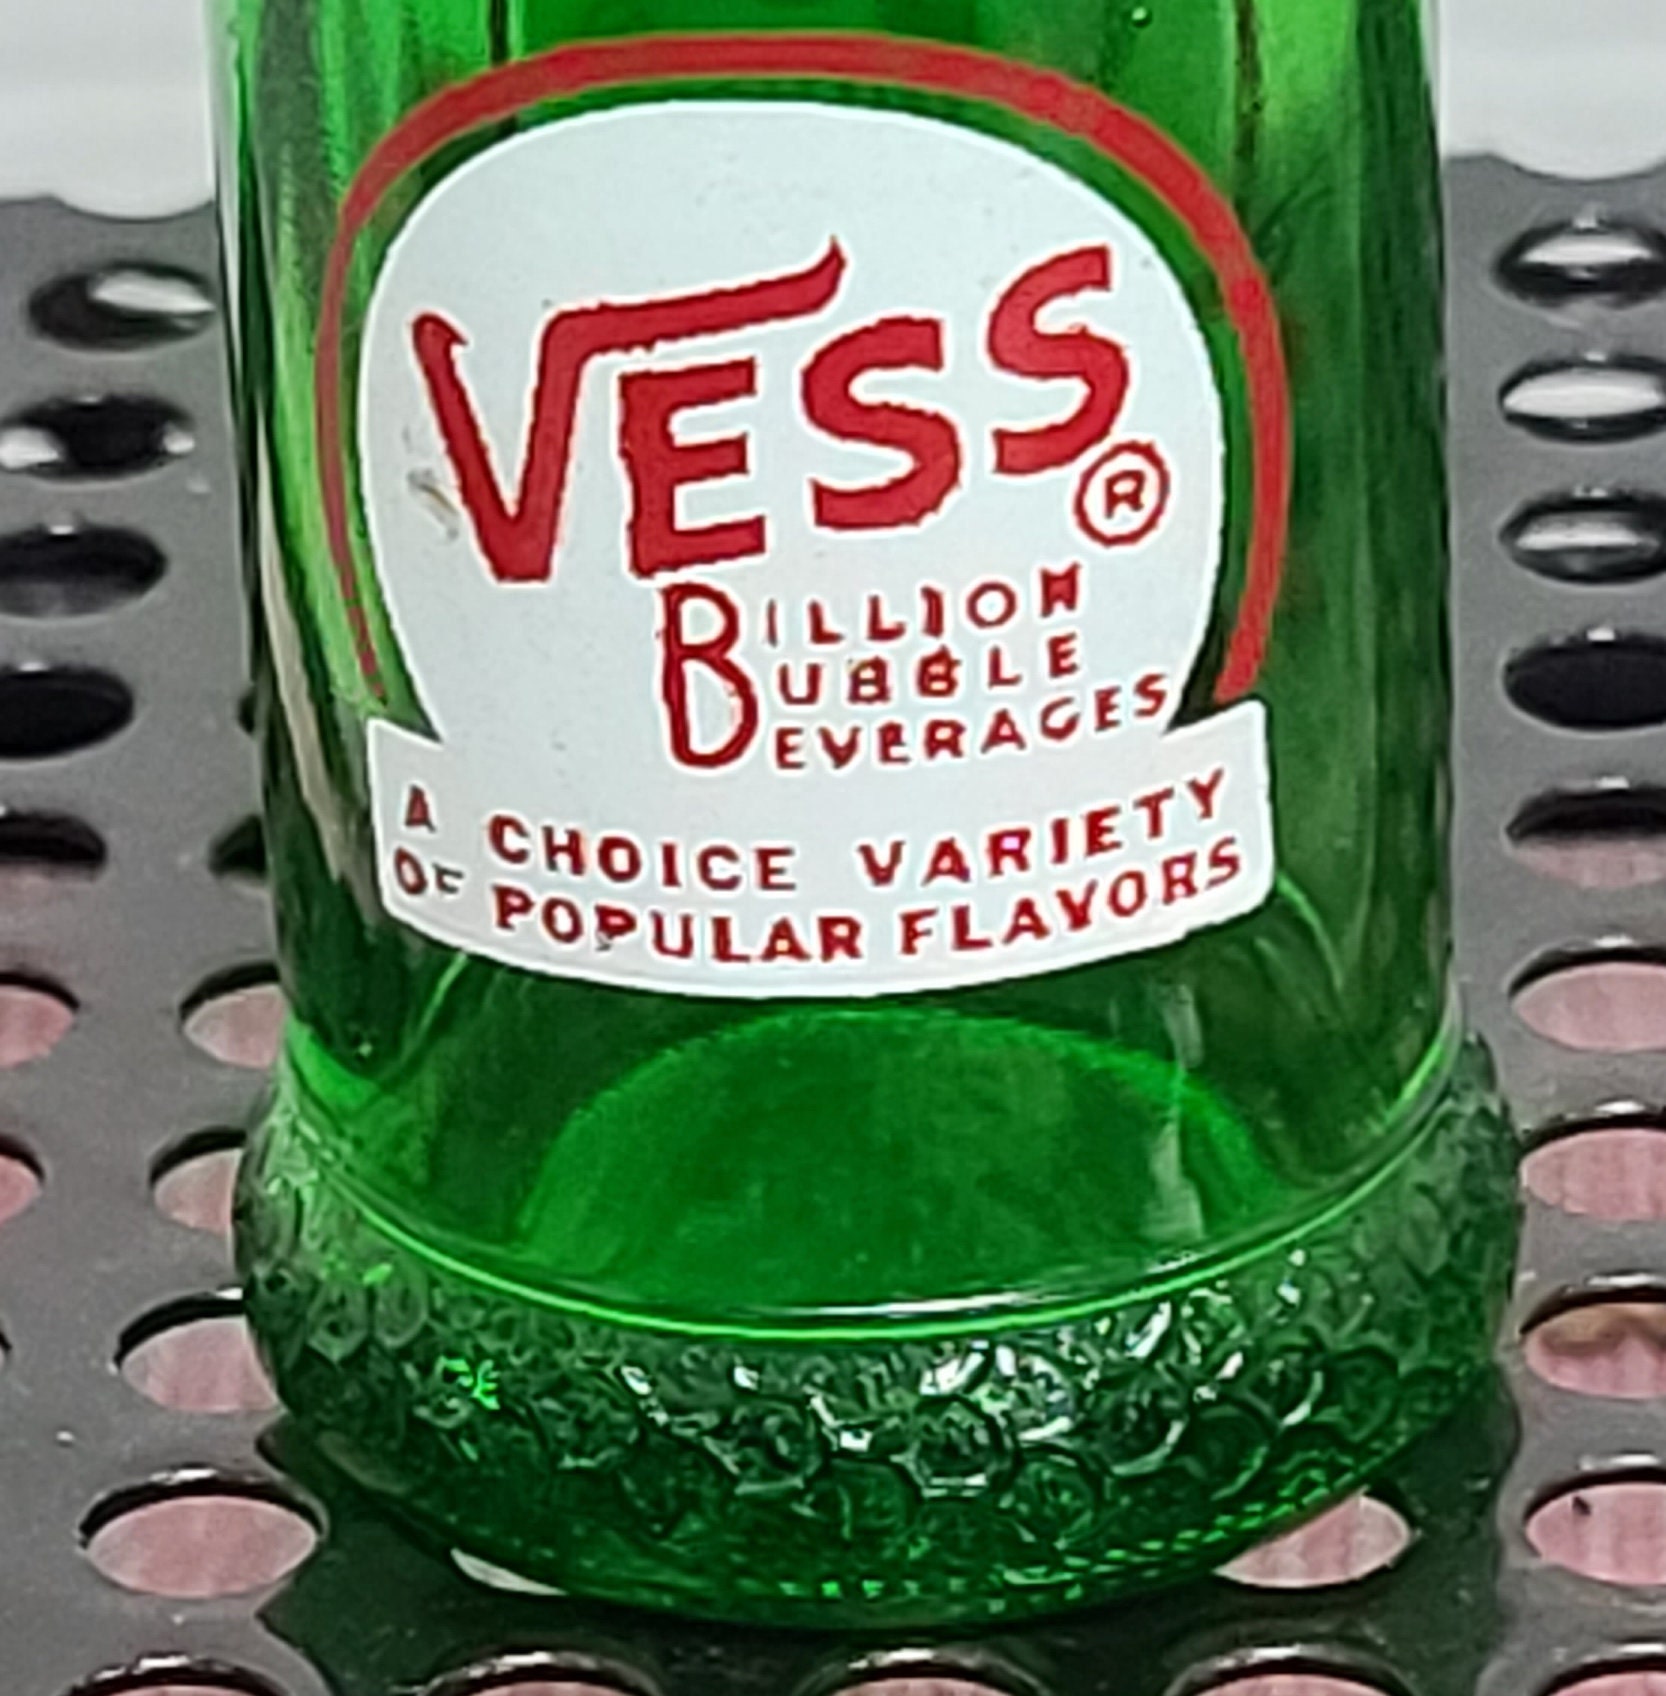 VESS®
BILLION
BUBBLE
BEVERAGES
A CHOICE VARIETY
OF POPULAR FLAVORS